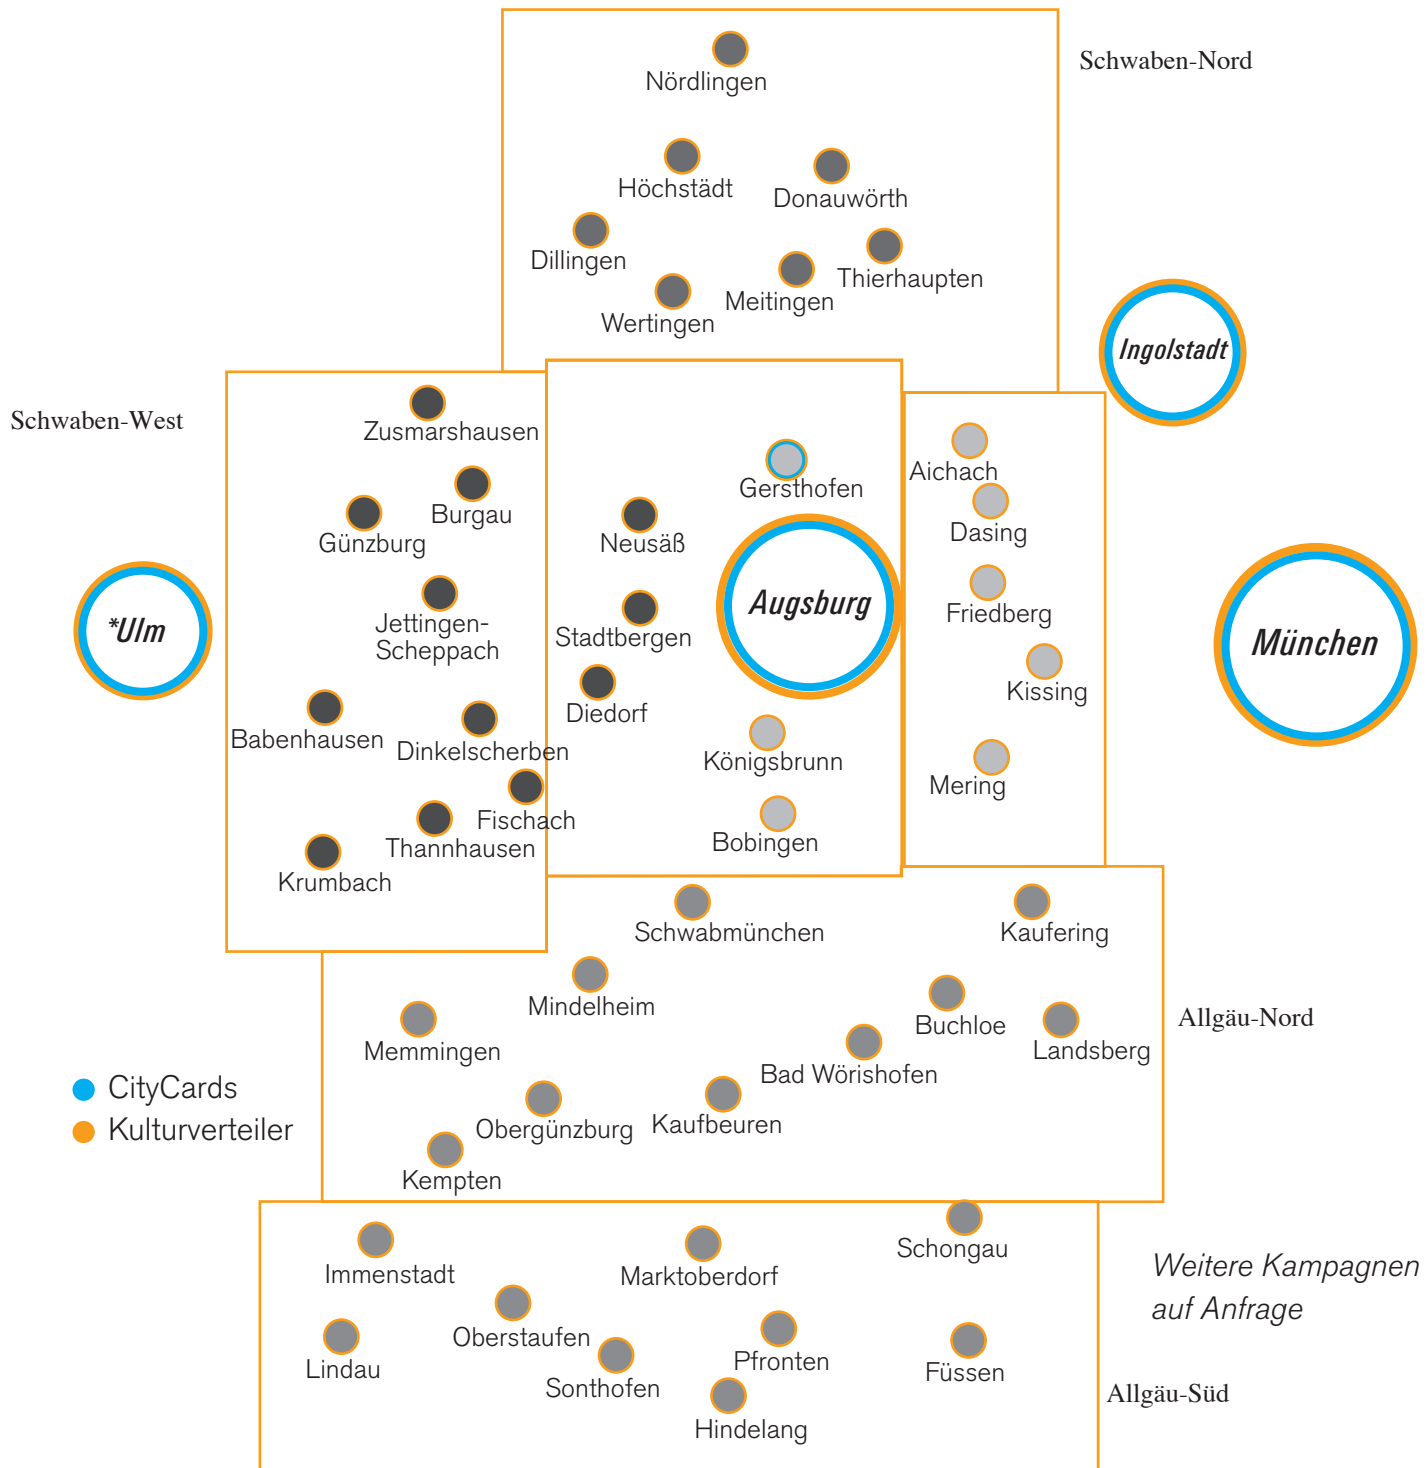 Schwaben-Nord
Nördlingen
Höchstädt
Donauwörth
Dillingen
Thierhaupten
Meitingen
Wertingen
Ingolstadt
Schwaben-West
Zusmarshausen
Burgau
Günzburg
Jettingen-
Scheppach
*Ulm
Babenhausen
Dinkelscherben
Fischach
Thannhausen
Krumbach
Gersthofen
Neusäß
Augsburg
Stadtbergen
Diedorf
Königsbrunn
Bobingen
Aichach
Dasing
Friedberg
Kissing
Mering
München
Schwabmünchen
Kaufering
Mindelheim
Buchloe
Allgäu-Nord
Memmingen
Landsberg
Bad Wörishofen
Obergünzburg
Kaufbeuren
Kempten
CityCards
Kulturverteiler
Schongau
Immenstadt
Marktoberdorf
Oberstaufen
Lindau
Pfronten
Füssen
Sonthofen
Hindelang
Weitere Kampagnen
auf Anfrage
Allgäu-Süd